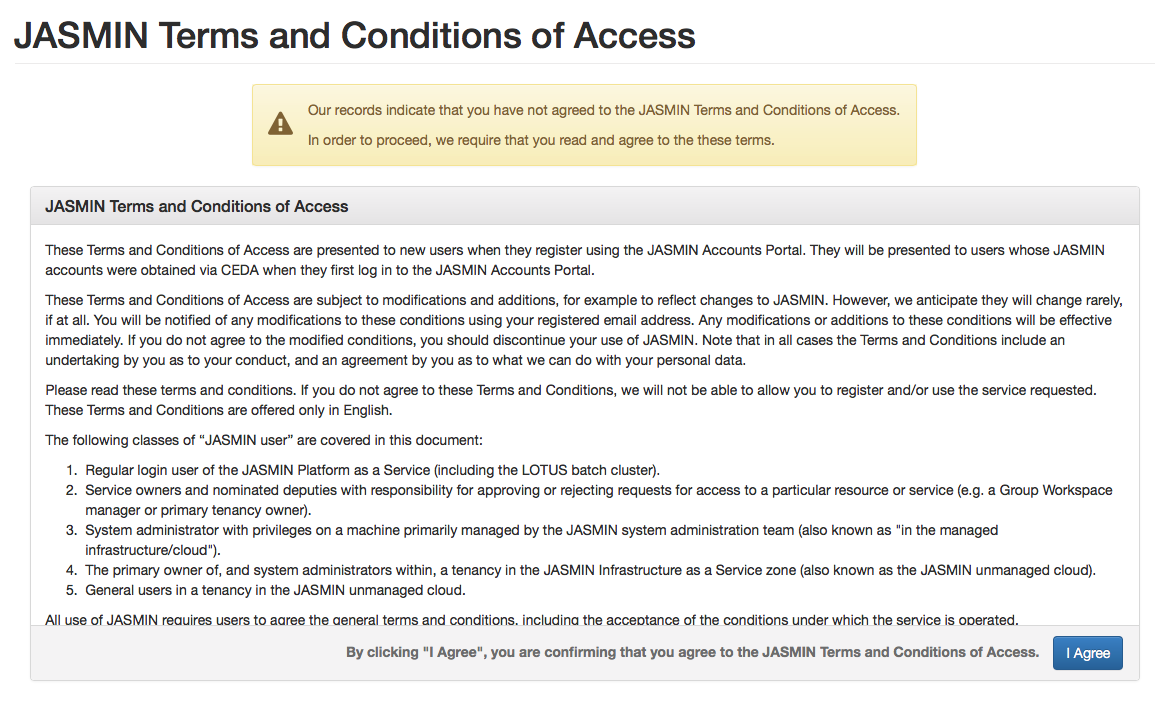 JASMIN Terms and Conditions of Access
Our records indicate that you have not agreed to the JASMIN Terms and Conditions of Access.
In order to proceed, we require that you read and agree to the these terms.
JASMIN Terms and Conditions of Access
These Terms and Conditions of Access are presented to new users when they register using the JASMIN Accounts Portal. They will be presented to users whose JASMIN
accounts were obtained via CEDA when they first log in to the JASMIN Accounts Portal.
These Terms and Conditions of Access are subject to modifications and additions, for example to reflect changes to JASMIN. However, we anticipate they will change rarely,
if at all. You will be notified of any modifications to these conditions using your registered email address. Any modifications or additions to these conditions will be effective
immediately. If you do not agree to the modified conditions, you should discontinue your use of JASMIN. Note that in all cases the Terms and Conditions include an
undertaking by you as to your conduct, and an agreement by you as to what we can do with your personal data.
Please read these terms and conditions. If you do not agree to these Terms and Conditions, we will not be able to allow you to register and/or use the service requested.
These Terms and Conditions are offered only in English.
The following classes of “JASMIN user” are covered in this document:
1. Regular login user of the JASMIN Platform as a Service (including the LOTUS batch cluster).
2. Service owners and nominated deputies with responsibility for approving or rejecting requests for access to a particular resource or service (e.g. a Group Workspace
manager or primary tenancy owner).
3. System administrator with privileges on a machine primarily managed by the JASMIN system administration team (also known as "in the managed
infrastructure/cloud").
4. The primary owner of, and system administrators within, a tenancy in the JASMIN Infrastructure as a Service zone (also known as the JASMIN unmanaged cloud).
5. General users in a tenancy in the JASMIN unmanaged cloud.
All use of JASMIN requires users to agree the general terms and conditions, including the acceptance of the conditions under which the service is operated.
By clicking "I Agree", you are confirming that you agree to the JASMIN Terms and Conditions of Access.
I Agree